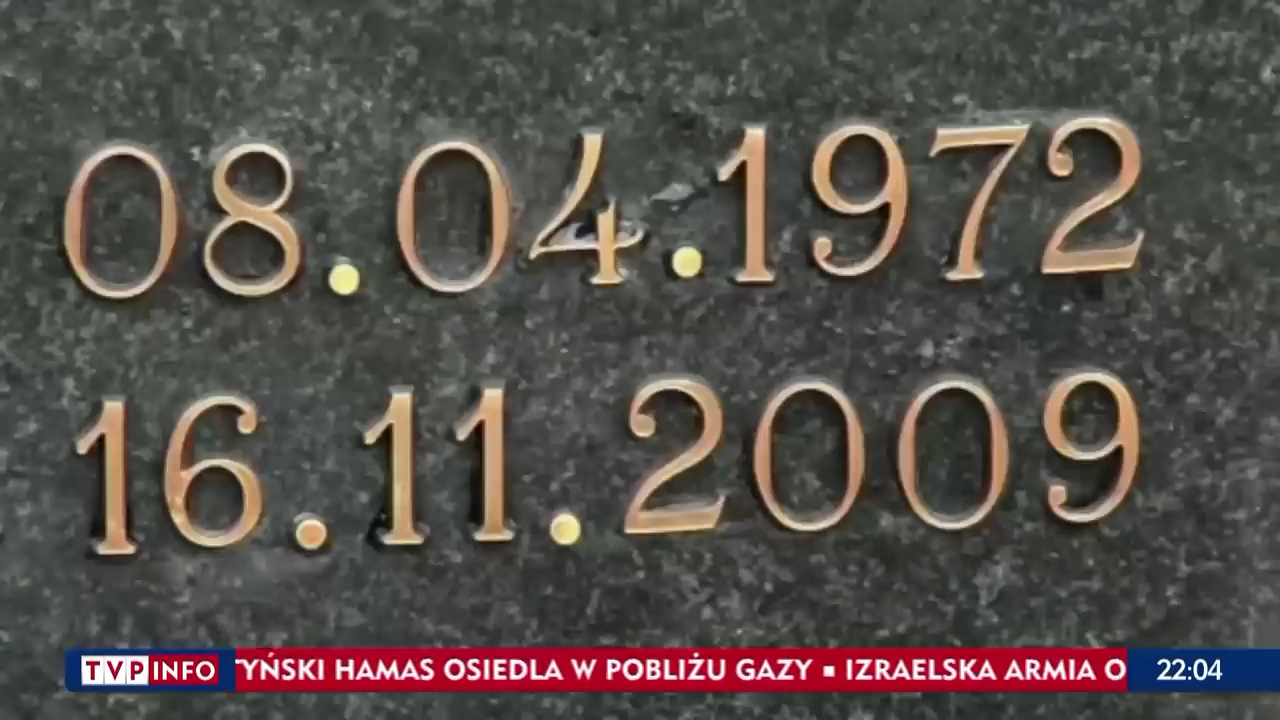 08.04.1972
16.11.2009
TVP INFO TYŃSKI HAMAS OSIEDLA W POBLIŻU GAZY ▪ IZRAELSKA ARMIA O 22:04